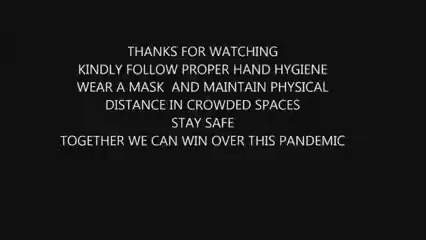 THANKS FOR WATCHING
KINDLY FOLLOW PROPER HAND HYGIENE
WEAR A MASK AND MAINTAIN PHYSICAL
DISTANCE IN CROWDED SPACES
STAY SAFE
TOGETHER WE CAN WIN OVER THIS PANDEMIC